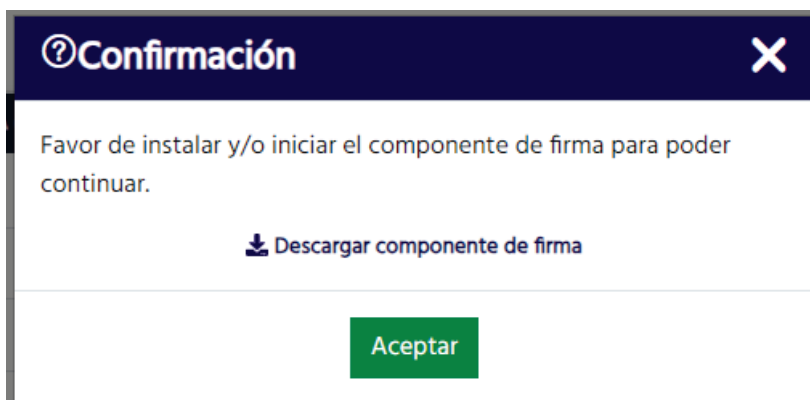 Confirmación
Favor de instalar y/o iniciar el componente de firma para poder
continuar.
Descargar componente de firma
Aceptar